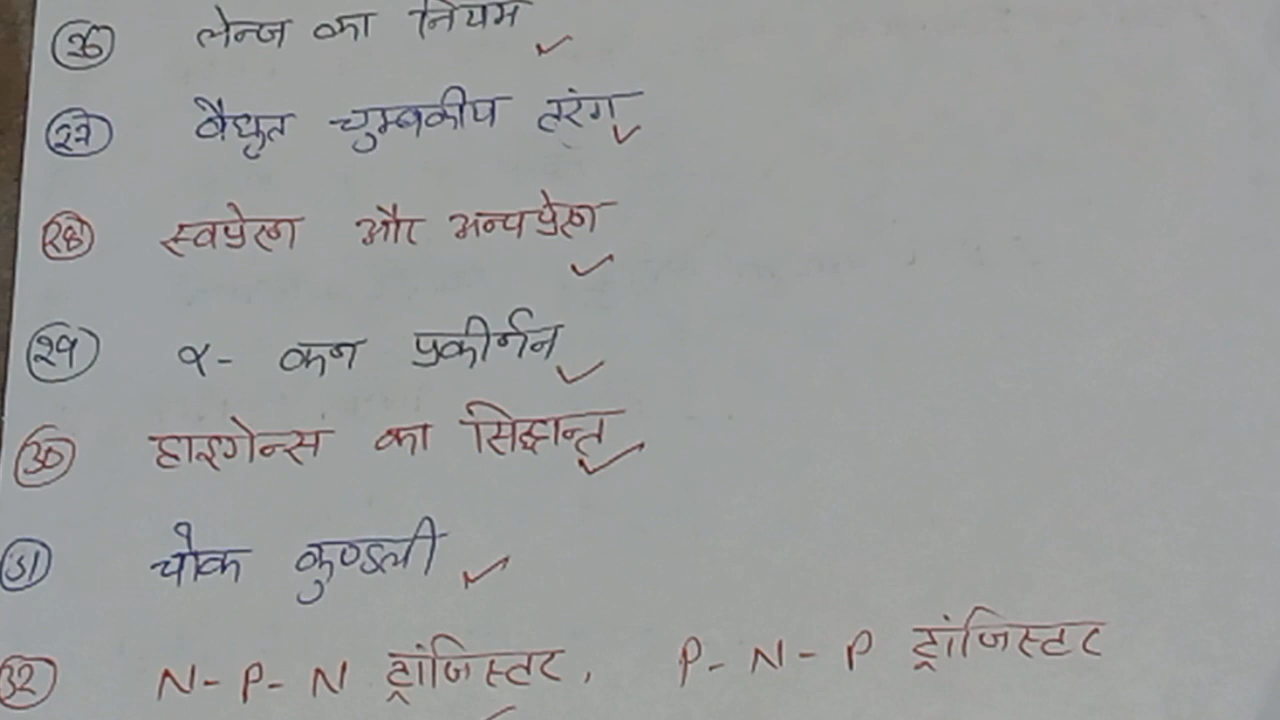 26 लेन्ज का नियम
27 वैधुत चुम्बकीय तरंग
28 स्वप्रेरण और अन्यप्रेरण
29 α- कण प्रकीर्णन
30 हाइगेन्स का सिद्धान्त
31 चोक कुण्डली
32 N-P-N ट्रांजिस्टर, P-N-P ट्रांजिस्टर